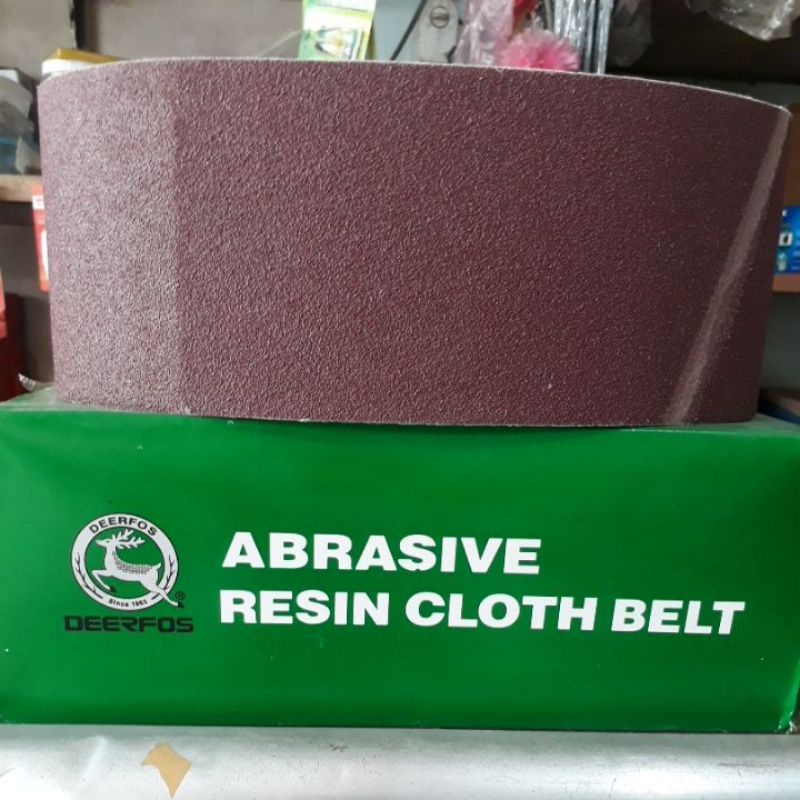 DEERFOS
Since 1963
DEERFOS
®
ABRASIVE
RESIN CLOTH BELT